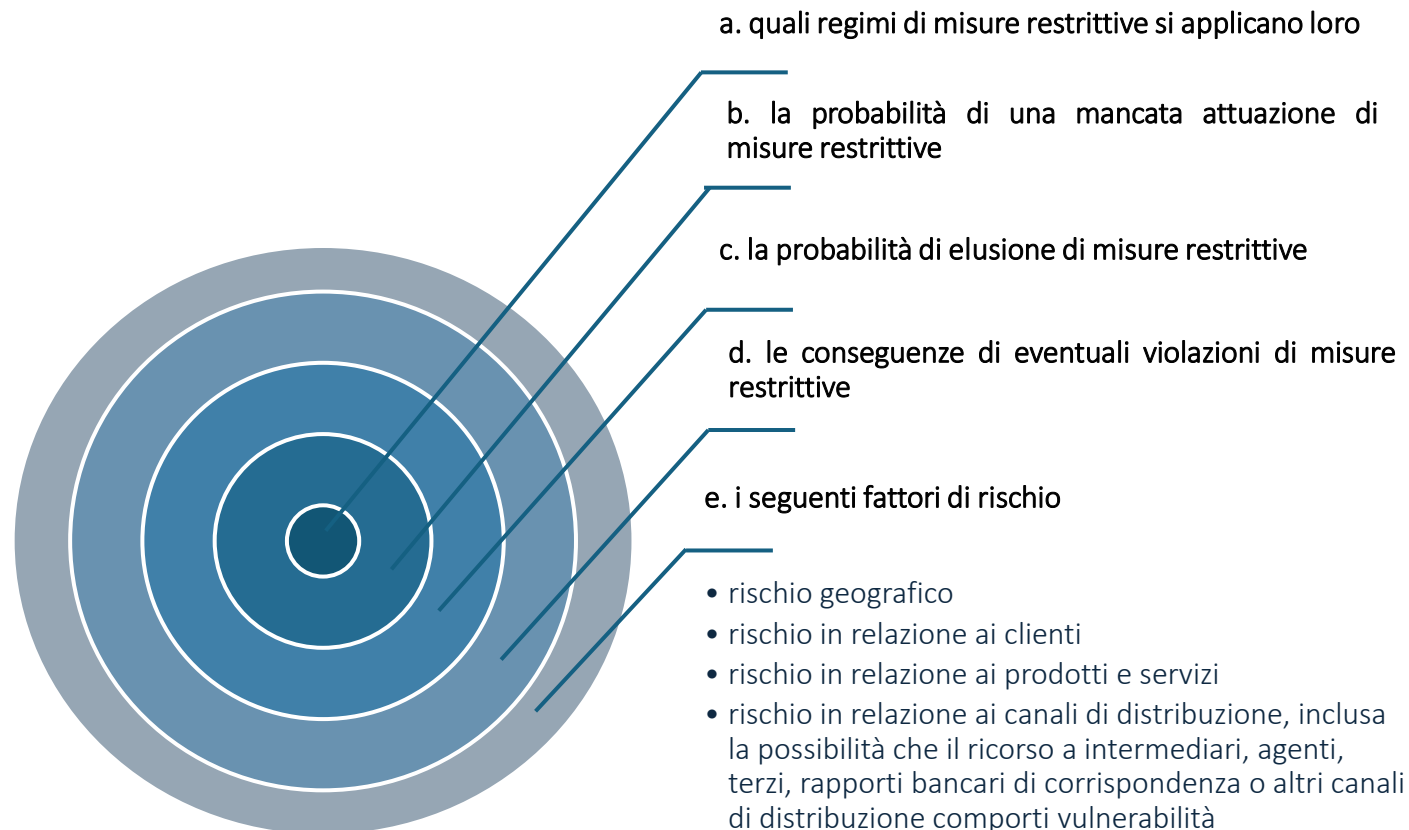 a. quali regimi di misure restrittive si applicano loro
b. la probabilità di una mancata attuazione di
misure restrittive
c. la probabilità di elusione di misure restrittive
d. le conseguenze di eventuali violazioni di misure
restrittive
e. i seguenti fattori di rischio
• rischio geografico
• rischio in relazione ai clienti
• rischio in relazione ai prodotti e servizi
• rischio in relazione ai canali di distribuzione, inclusa
la possibilità che il ricorso a intermediari, agenti,
terzi, rapporti bancari di corrispondenza o altri canali
di distribuzione comporti vulnerabilità